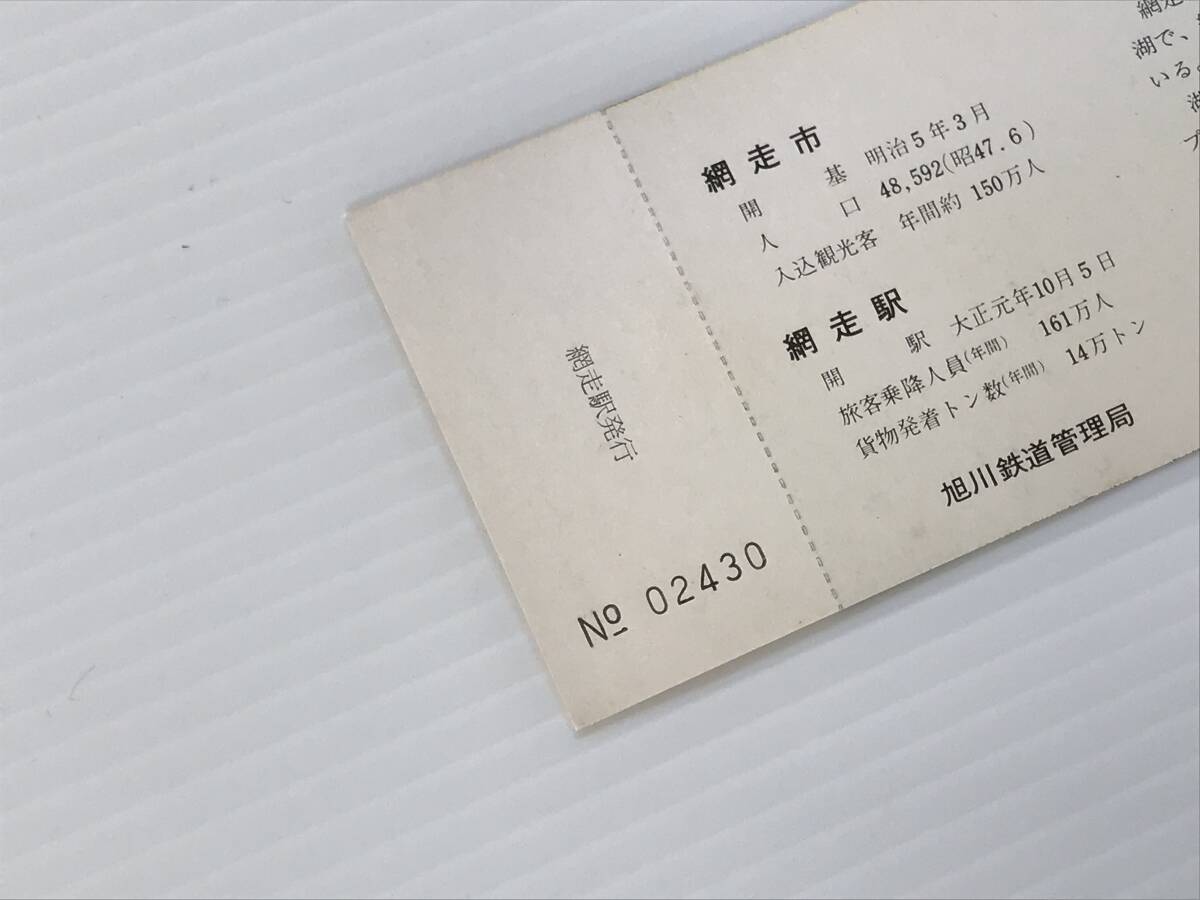 網走駅発行
№ 02430
網走市
開基 明治5年3月
人口 48,592(昭47.6)
入込観光客 年間約 150万人
網走駅
開駅 大正元年10月5日
旅客乗降人員(年間) 161万人
貨物発着トン数(年間) 14万トン
旭川鉄道管理局
網走
湖で、
いる。